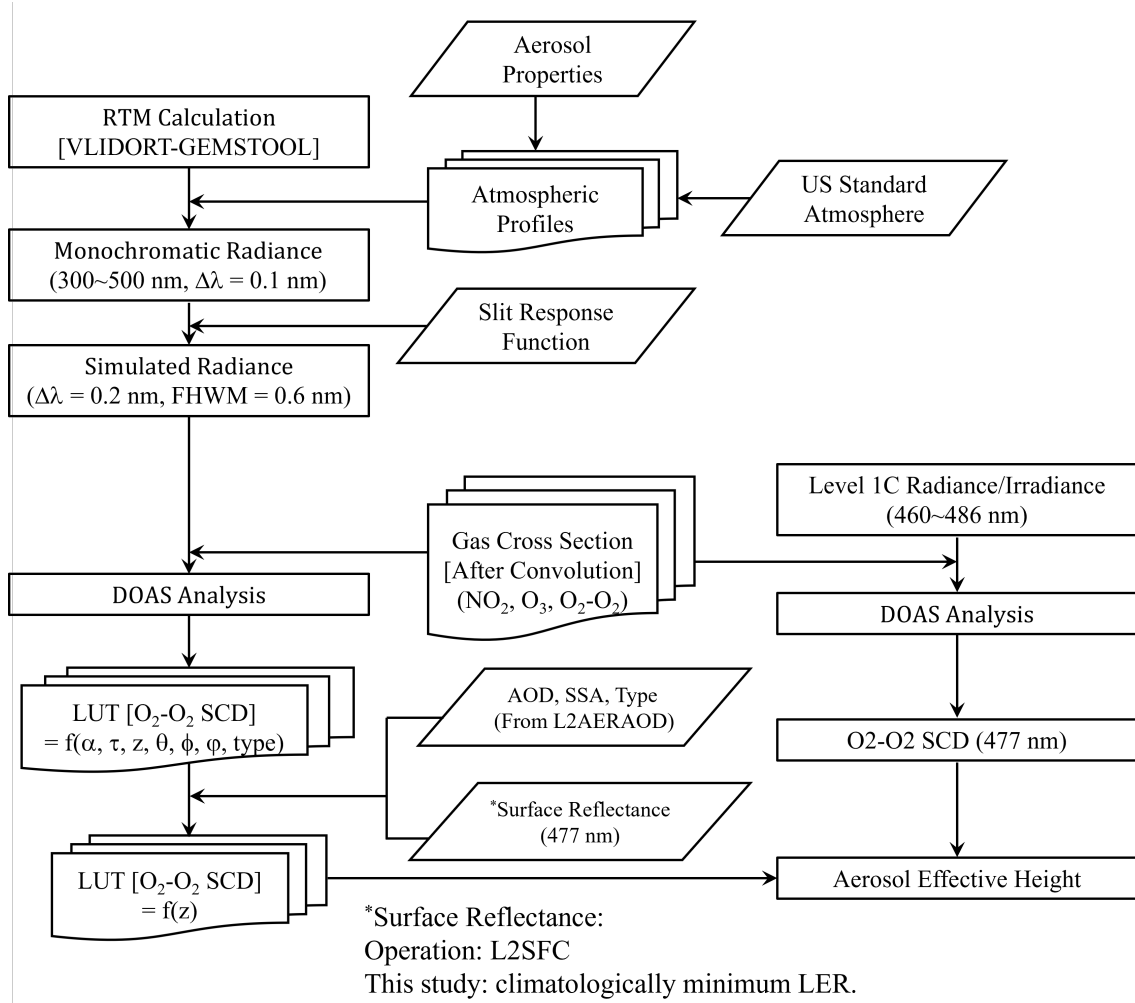 Aerosol
Properties
RTM Calculation
[VLIDORT-GEMSTOOL]
Atmospheric
Profiles
US Standard
Atmosphere
Monochromatic Radiance
(300~500 nm, Δλ = 0.1 nm)
Slit Response
Function
Simulated Radiance
(Δλ = 0.2 nm, FHWM = 0.6 nm)
Level 1C Radiance/Irradiance
(460~486 nm)
Gas Cross Section
[After Convolution]
(NO₂, O₃, O₂-O₂)
DOAS Analysis
DOAS Analysis
LUT [O₂-O₂ SCD]
= f(α, τ, z, θ, ϕ, φ, type)
AOD, SSA, Type
(From L2AERAOD)
O2-O2 SCD (477 nm)
*Surface Reflectance
(477 nm)
LUT [O₂-O₂ SCD]
= f(z)
Aerosol Effective Height
*Surface Reflectance:
Operation: L2SFC
This study: climatologically minimum LER.